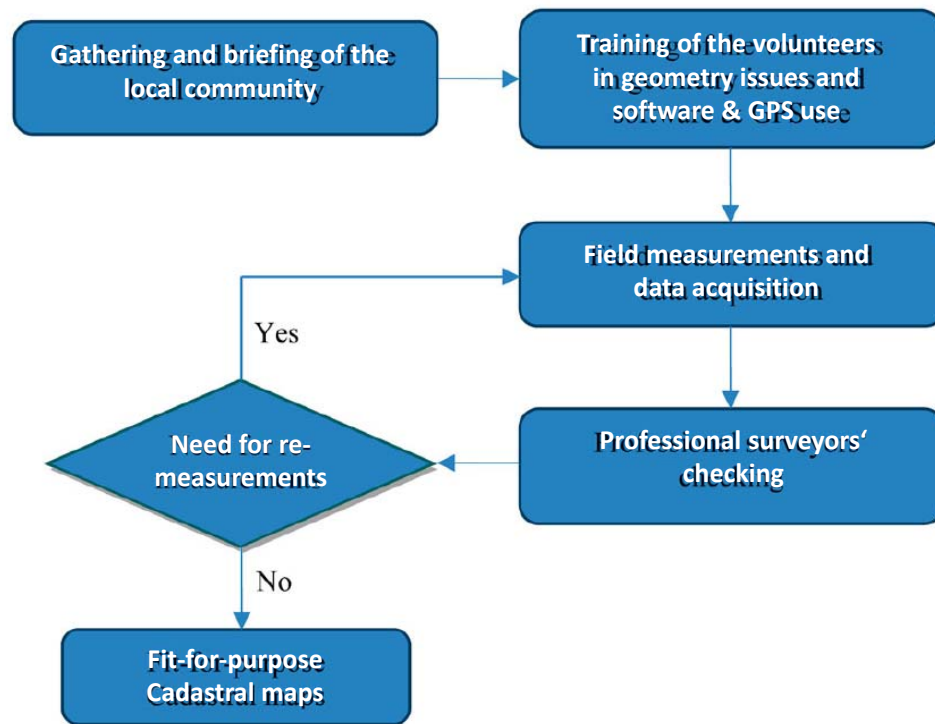 Gathering and briefing of the
local community
Training of the volunteers
in geometry issues and
software & GPS use
Field measurements and
data acquisition
Yes
Need for re-
measurements
Professional surveyors‘
checking
No
Fit-for-purpose
Cadastral maps